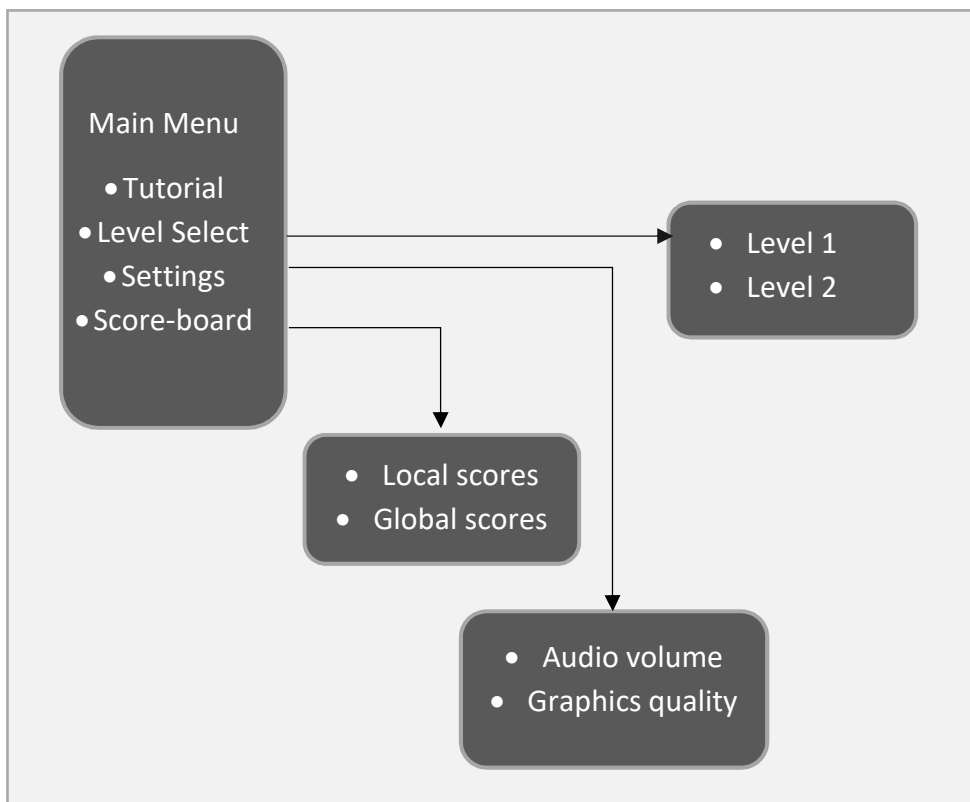 Main Menu
• Tutorial
• Level Select
• Settings
• Score-board
• Level 1
• Level 2
• Local scores
• Global scores
• Audio volume
• Graphics quality